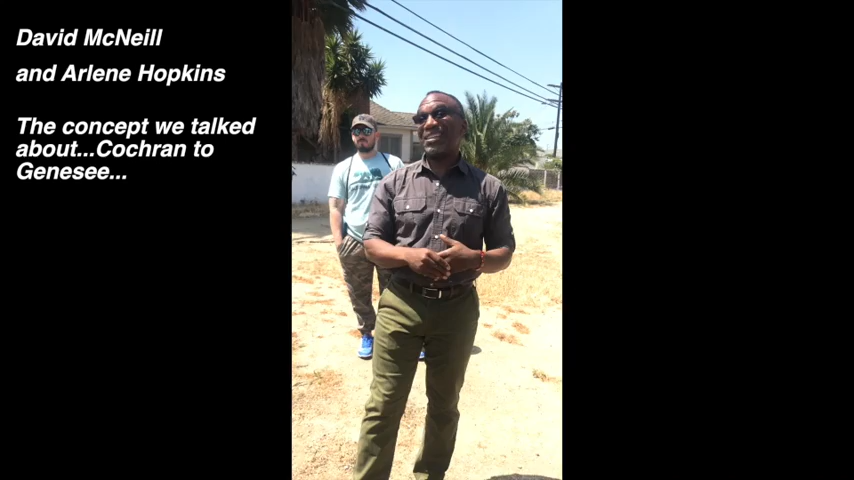 David McNeill
and Arlene Hopkins
The concept we talked
about...Cochran to
Genesee...